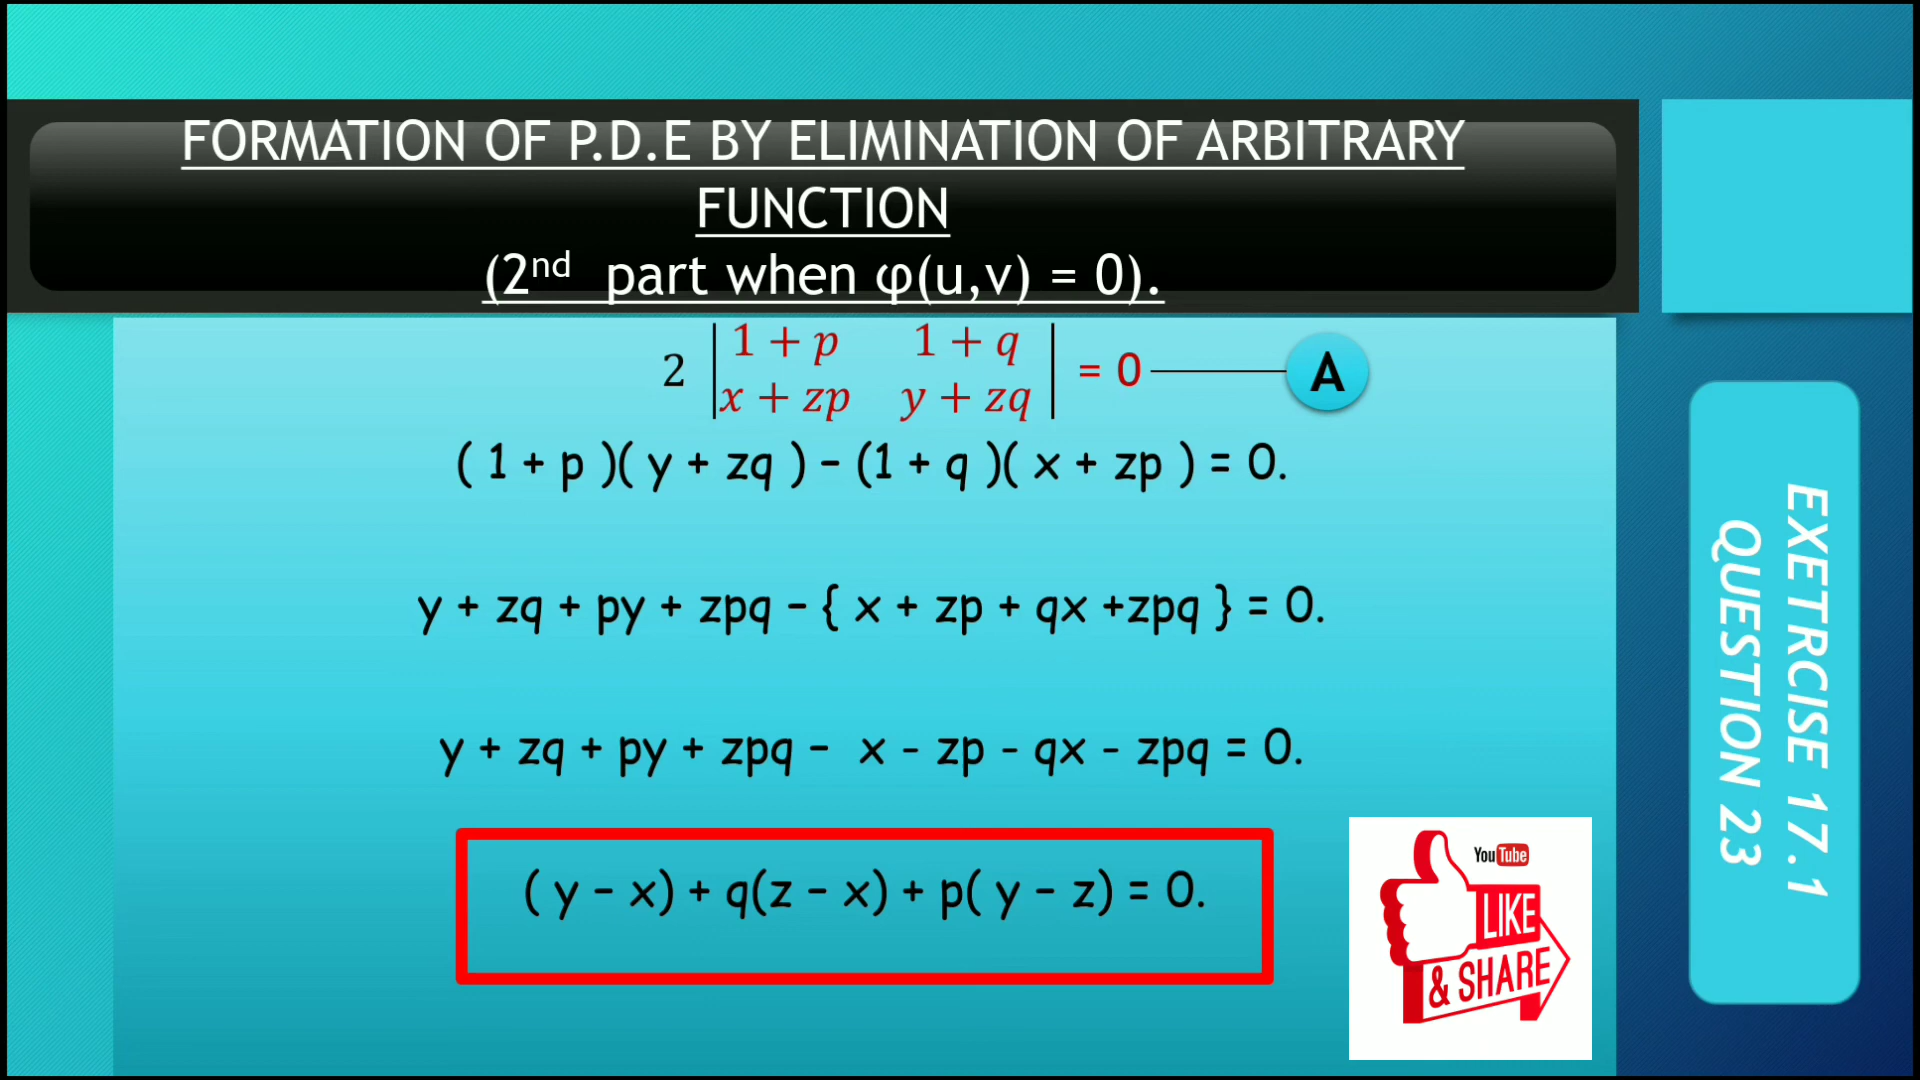 FORMATION OF P.D.E BY ELIMINATION OF ARBITRARY
FUNCTION
(2nd part when φ(u,v) = 0).
2 |1 + p 1 + q| = 0 A
|x + zp y + zq|
( 1 + p )( y + zq ) – (1 + q )( x + zp ) = 0.
y + zq + py + zpq – { x + zp + qx +zpq } = 0.
y + zq + py + zpq – x - zp - qx - zpq = 0.
( y – x) + q(z – x) + p( y – z) = 0.
YouTube
LIKE
& SHARE
EXETRCISE 17.1
QUESTION 23